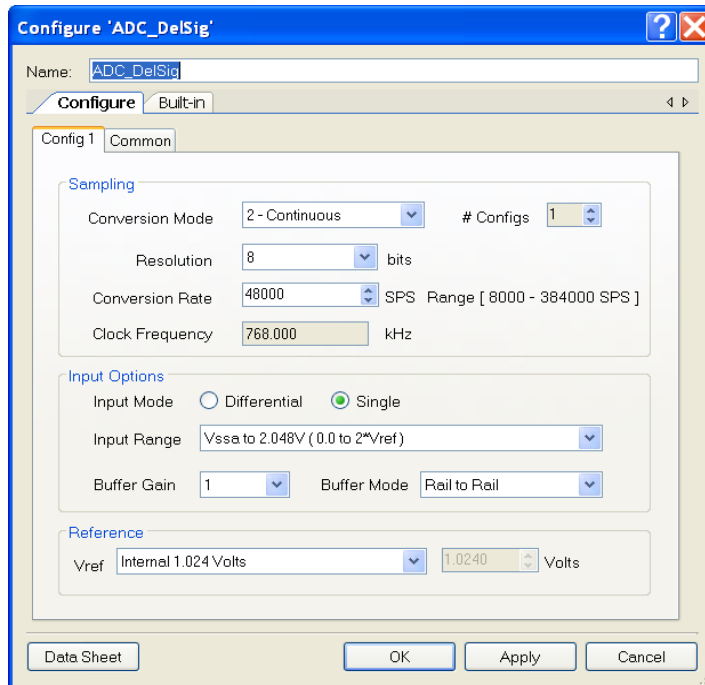 Configure 'ADC_DelSig'
Name: ADC_DelSig
Configure Built-in
Config 1 Common
Sampling
Conversion Mode 2 - Continuous # Configs 1
Resolution 8 bits
Conversion Rate 48000 SPS Range [ 8000 - 384000 SPS ]
Clock Frequency 768.000 kHz
Input Options
Input Mode Differential Single
Input Range Vssa to 2.048V ( 0.0 to 2*Vref )
Buffer Gain 1 Buffer Mode Rail to Rail
Reference
Vref Internal 1.024 Volts 1.0240 Volts
Data Sheet OK Apply Cancel